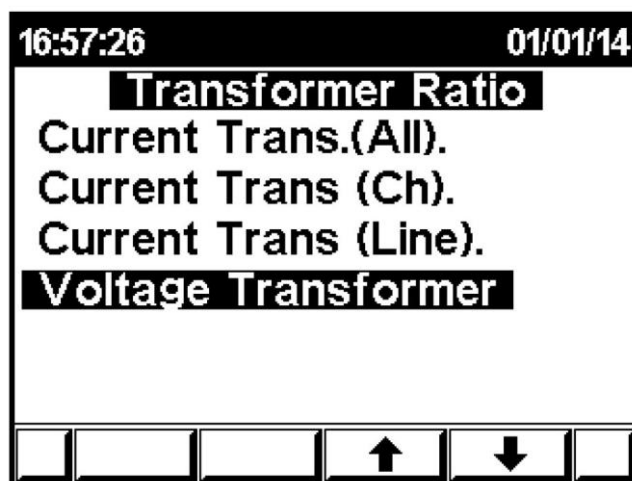 16:57:26 01/01/14
Transformer Ratio
Current Trans.(All).
Current Trans (Ch).
Current Trans (Line).
Voltage Transformer